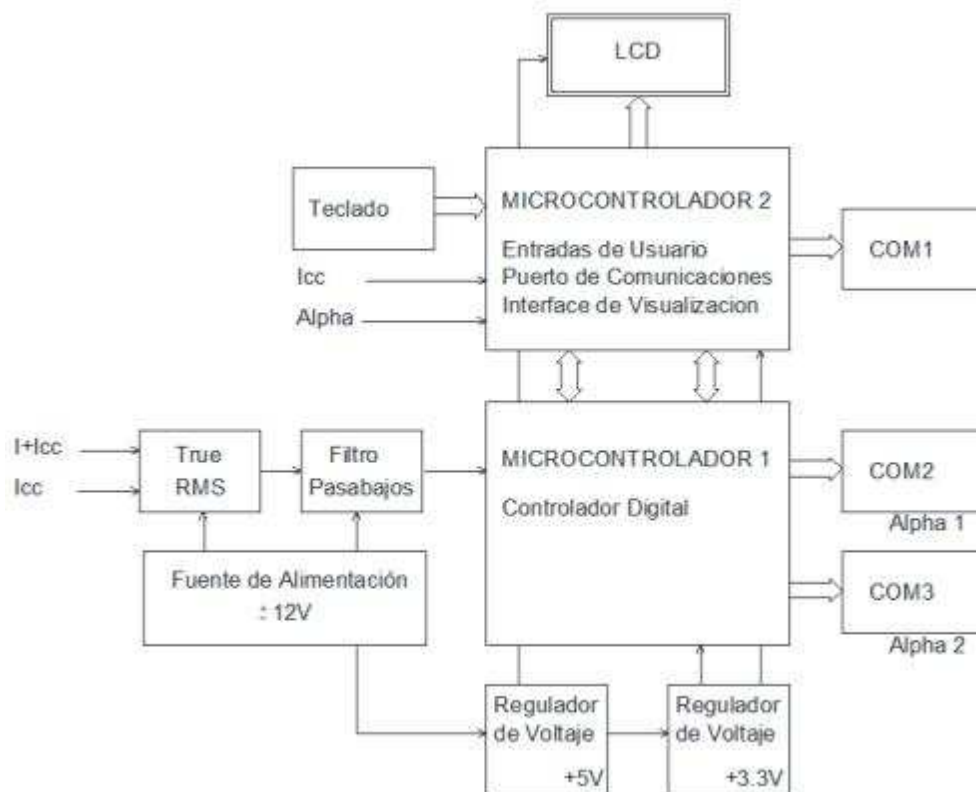 LCD
Teclado
MICROCONTROLADOR 2
Entradas de Usuario
Puerto de Comunicaciones
Interface de Visualizacion
COM1
Icc
Alpha
I+Icc
Icc
True
RMS
Filtro
Pasabajos
MICROCONTROLADOR 1
Controlador Digital
COM2
Alpha 1
COM3
Alpha 2
Fuente de Alimentación
± 12V
Regulador
de Voltaje
+5V
Regulador
de Voltaje
+3.3V